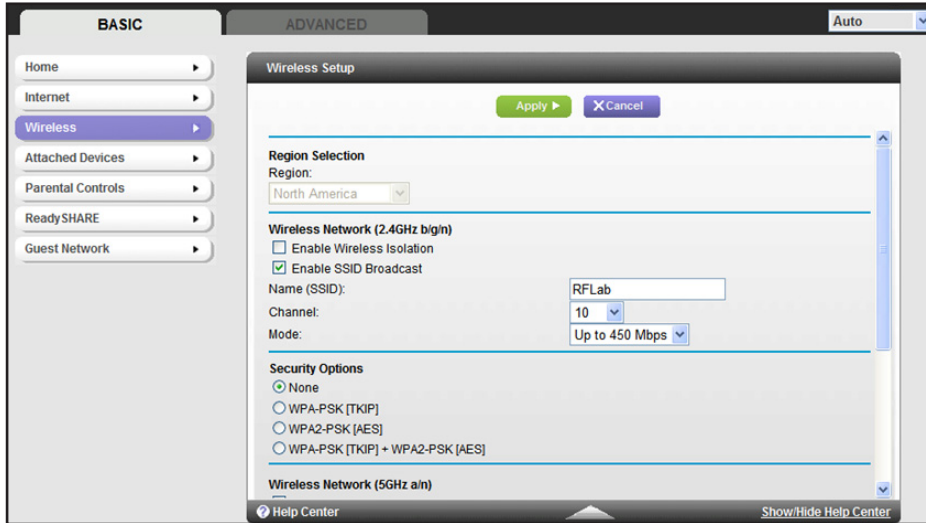 BASIC
ADVANCED
Auto
Home
Internet
Wireless
Attached Devices
Parental Controls
ReadySHARE
Guest Network
Wireless Setup
Apply
X Cancel
Region Selection
Region:
North America
Wireless Network (2.4GHz b/g/n)
Enable Wireless Isolation
Enable SSID Broadcast
Name (SSID): RFLab
Channel: 10
Mode: Up to 450 Mbps
Security Options
None
WPA-PSK [TKIP]
WPA2-PSK [AES]
WPA-PSK [TKIP] + WPA2-PSK [AES]
Wireless Network (5GHz a/n)
? Help Center
Show/Hide Help Center